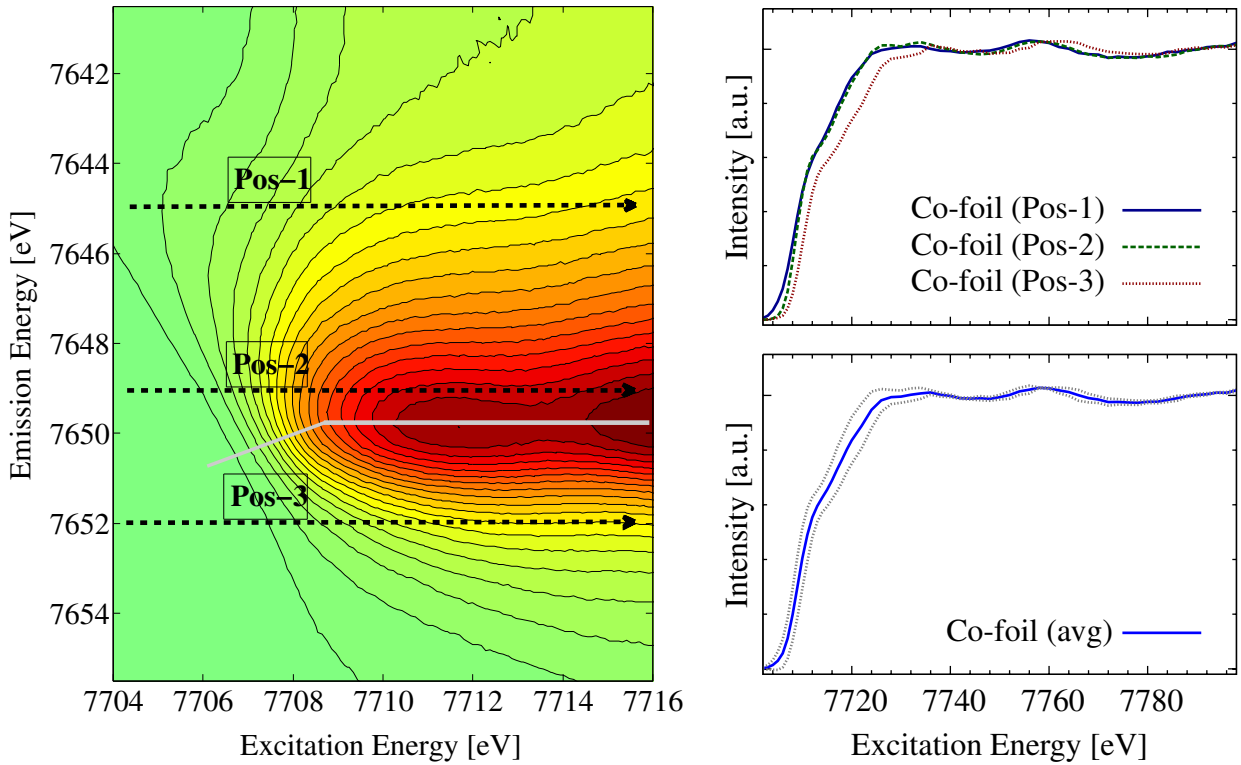 7642
7644
7646
7648
7650
7652
7654
Emission Energy [eV]
Pos–1
Pos–2
Pos–3
7704
7706
7708
7710
7712
7714
7716
Excitation Energy [eV]
Intensity [a.u.]
Co-foil (Pos-1)
Co-foil (Pos-2)
Co-foil (Pos-3)
Intensity [a.u.]
Co-foil (avg)
7720
7740
7760
7780
Excitation Energy [eV]